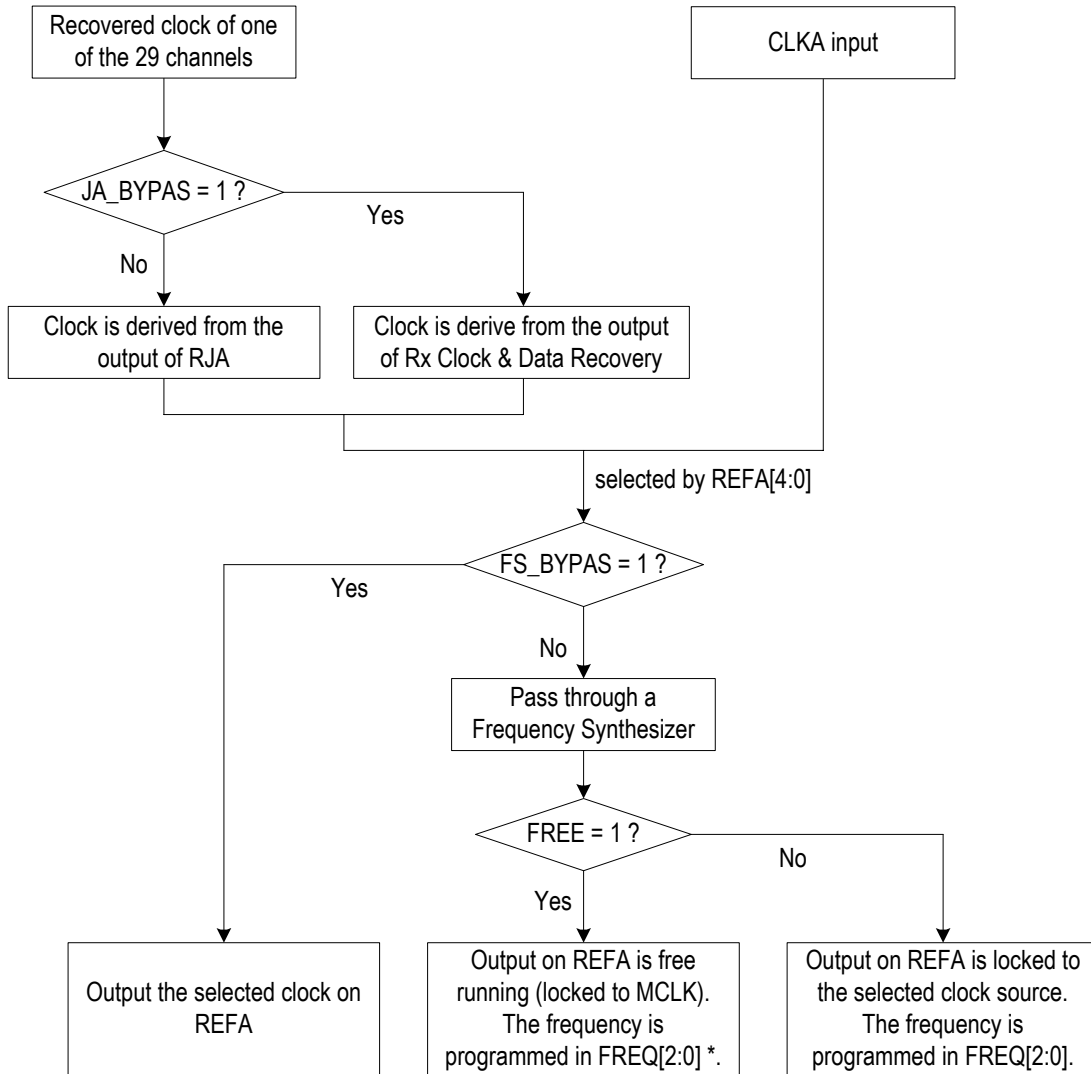 Recovered clock of one
of the 29 channels
CLKA input
JA_BYPAS = 1 ?
Yes
No
Clock is derived from the
output of RJA
Clock is derive from the output
of Rx Clock & Data Recovery
selected by REFA[4:0]
FS_BYPAS = 1 ?
Yes
No
Pass through a
Frequency Synthesizer
FREE = 1 ?
No
Yes
Output the selected clock on
REFA
Output on REFA is free
running (locked to MCLK).
The frequency is
programmed in FREQ[2:0] *.
Output on REFA is locked to
the selected clock source.
The frequency is
programmed in FREQ[2:0].